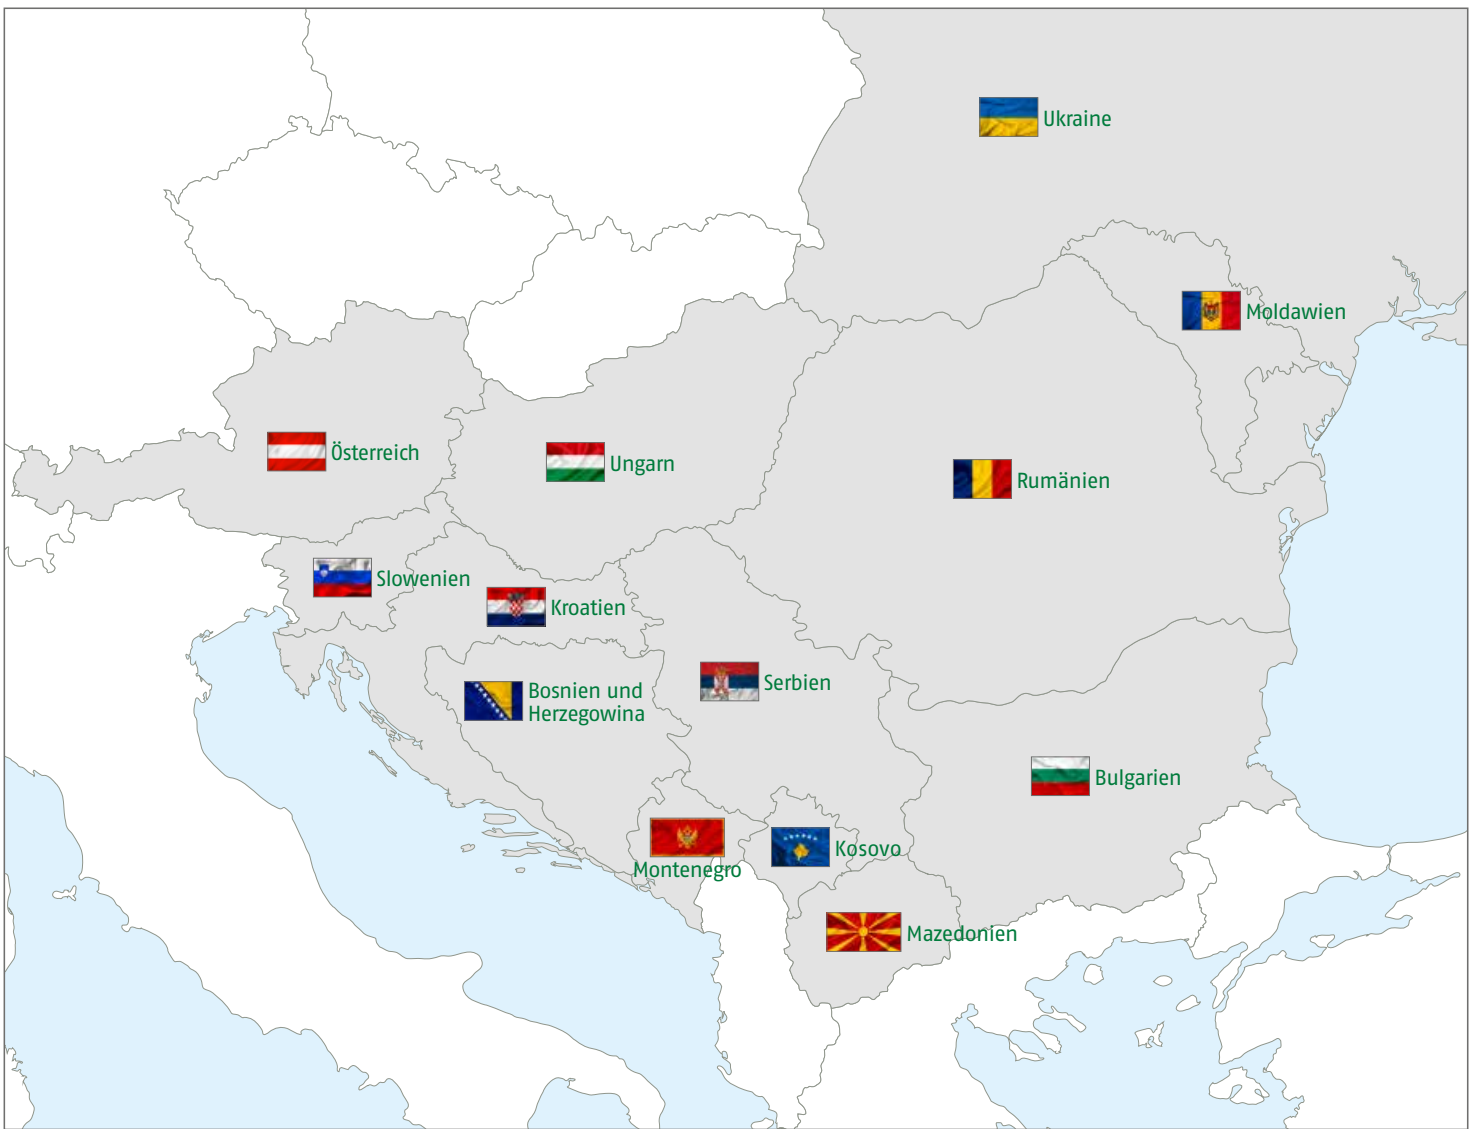 Ukraine
Moldawien
Österreich
Ungarn
Rumänien
Slowenien
Kroatien
Serbien
Bosnien und
Herzegowina
Bulgarien
Kosovo
Montenegro
Mazedonien